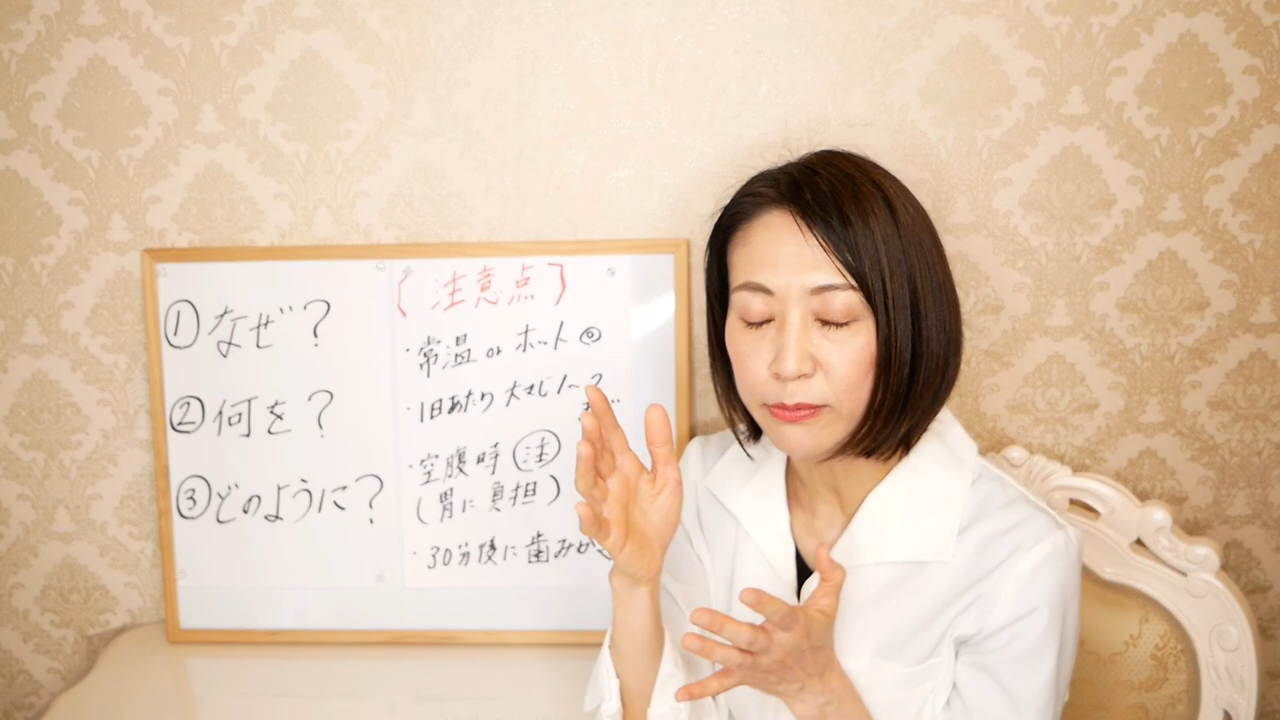 ①なぜ？
②何を？
③どのように？
【注意点】
・常温 or ホット◎
・1日あたり 大さじ1〜2
・空腹時 注
(胃に負担)
・30分後に歯みがき